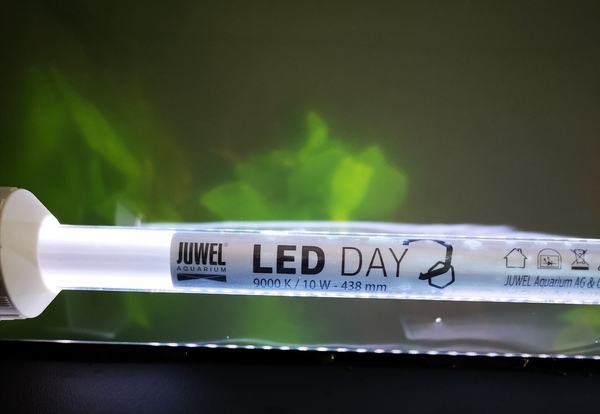 JUWEL®
AQUARIUM
LED DAY
9000 K / 10 W - 438 mm
JUWEL Aquarium AG &